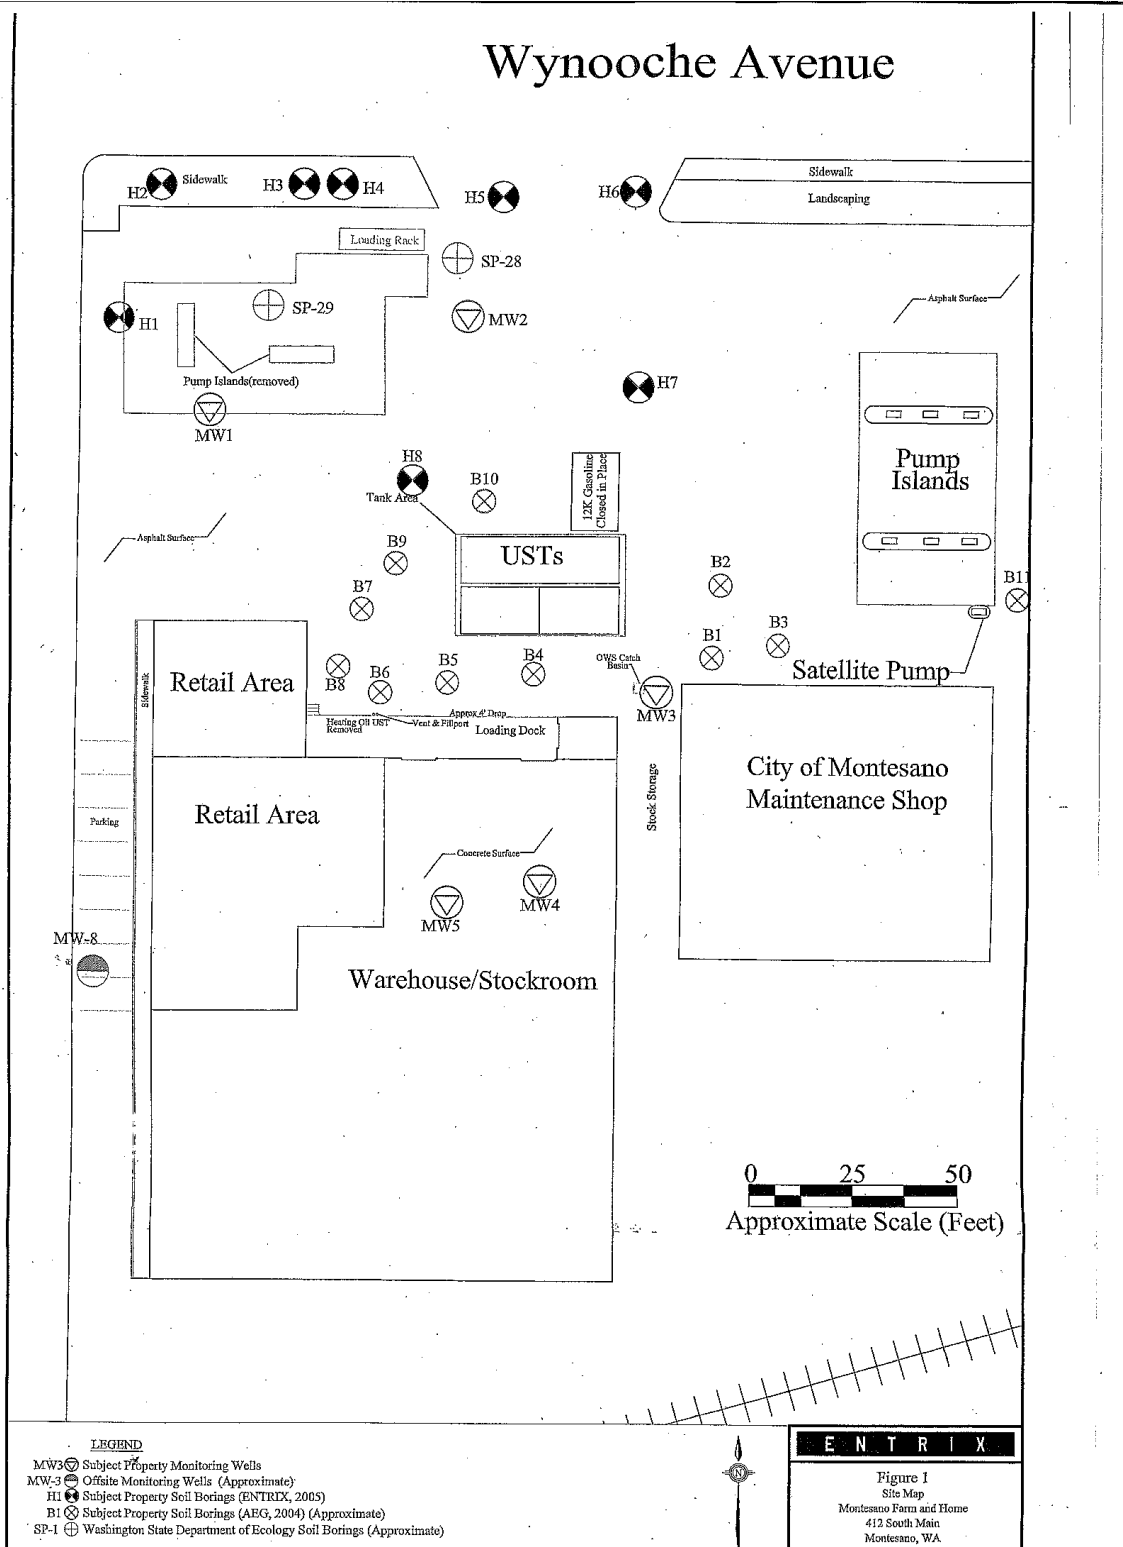 Wynooche Avenue
Sidewalk
H2
H3
H4
H5
H6
Sidewalk
Landscaping
Loading Rack
SP-28
SP-29
H1
MW2
Asphalt Surface
Pump Islands(removed)
MW1
H7
H8
Tank Area
B10
12K Gasoline
Closed in Place
Pump
Islands
Asphalt Surface
B9
USTs
B7
B2
B11
B1
B3
Retail Area
Sidewalk
B8
B6
B5
B4
OWS Catch
Basin
MW3
Satellite Pump
Heating Oil UST
Removed
Vent & Fillport
Approx 4' Drop
Loading Dock
Stock Storage
City of Montesano
Maintenance Shop
Retail Area
Parking
Concrete Surface
MW5
MW4
MW-8
Warehouse/Stockroom
0 25 50
Approximate Scale (Feet)
LEGEND
MW3 Subject Property Monitoring Wells
MW-3 Offsite Monitoring Wells (Approximate)
H1 Subject Property Soil Borings (ENTRIX, 2005)
B1 Subject Property Soil Borings (AEG, 2004) (Approximate)
SP-1 Washington State Department of Ecology Soil Borings (Approximate)
N
ENTRIX
Figure 1
Site Map
Montesano Farm and Home
412 South Main
Montesano, WA